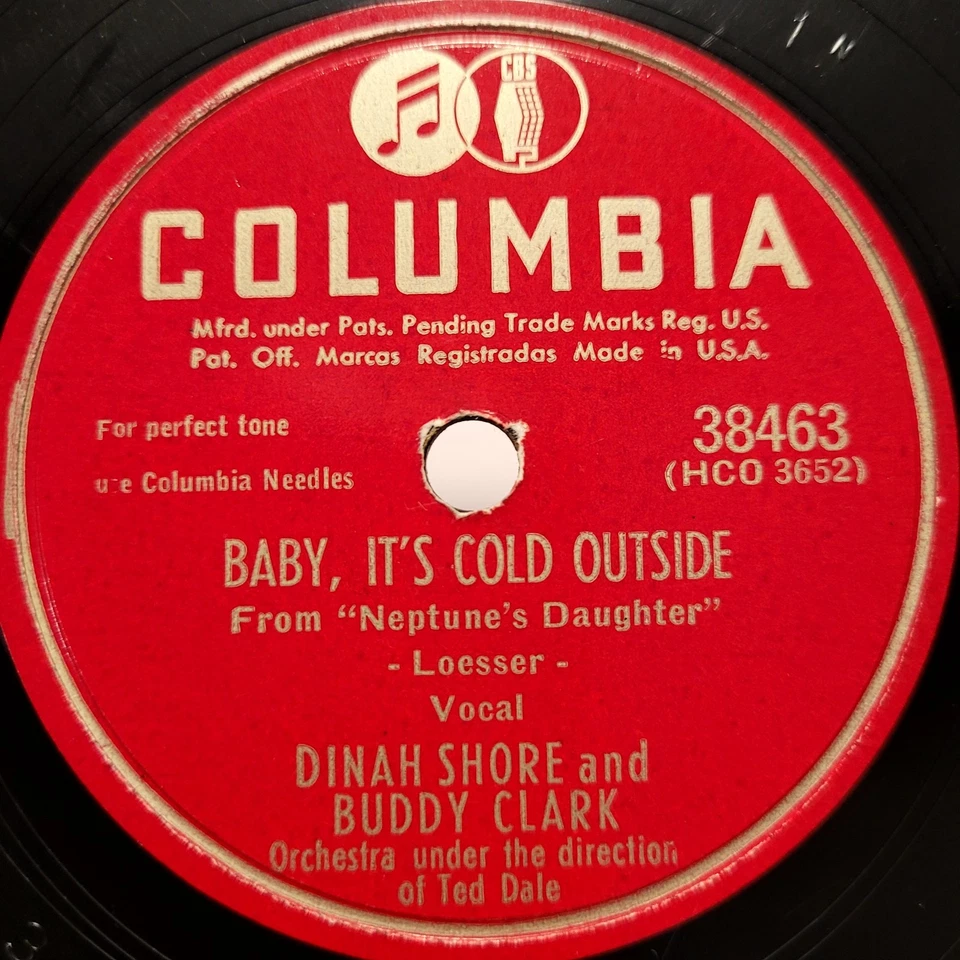 CBS
COLUMBIA
Mfrd. under Pats. Pending Trade Marks Reg. U.S.
Pat. Off. Marcas Registradas Made in U.S.A.
For perfect tone
38463
use Columbia Needles
(HCO 3652)
BABY, IT'S COLD OUTSIDE
From “Neptune's Daughter”
- Loesser -
Vocal
DINAH SHORE and
BUDDY CLARK
Orchestra under the direction
of Ted Dale